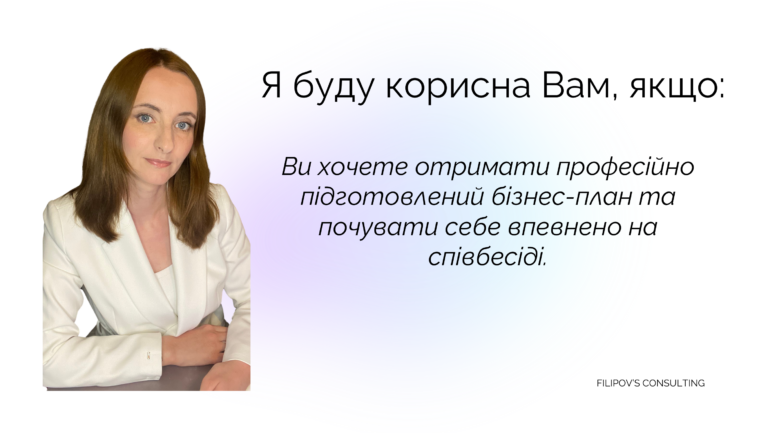 Я буду корисна Вам, якщо:
Ви хочете отримати професійно
підготовлений бізнес-план та
почувати себе впевнено на
співбесіді.
FILIPOV'S CONSULTING